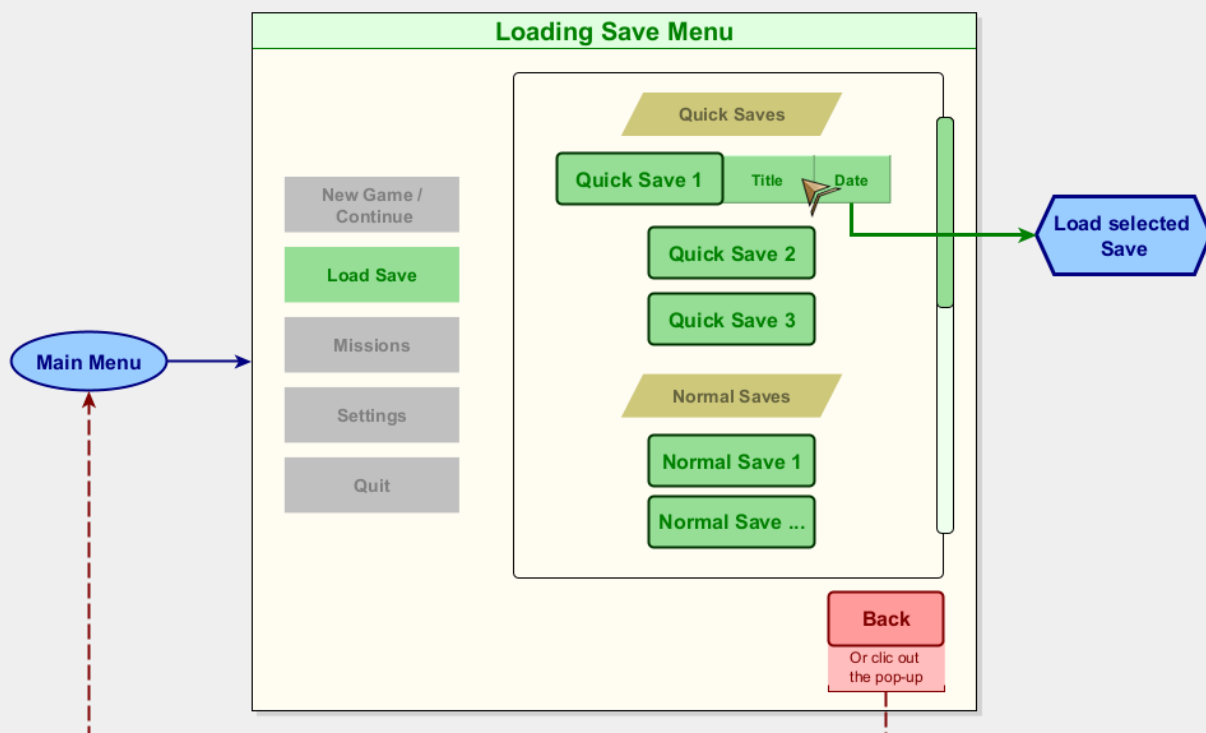 Loading Save Menu
Quick Saves
Quick Save 1
Title
Date
New Game /
Continue
Load selected
Save
Quick Save 2
Load Save
Quick Save 3
Missions
Main Menu
Normal Saves
Settings
Normal Save 1
Quit
Normal Save ...
Back
Or clic out
the pop-up